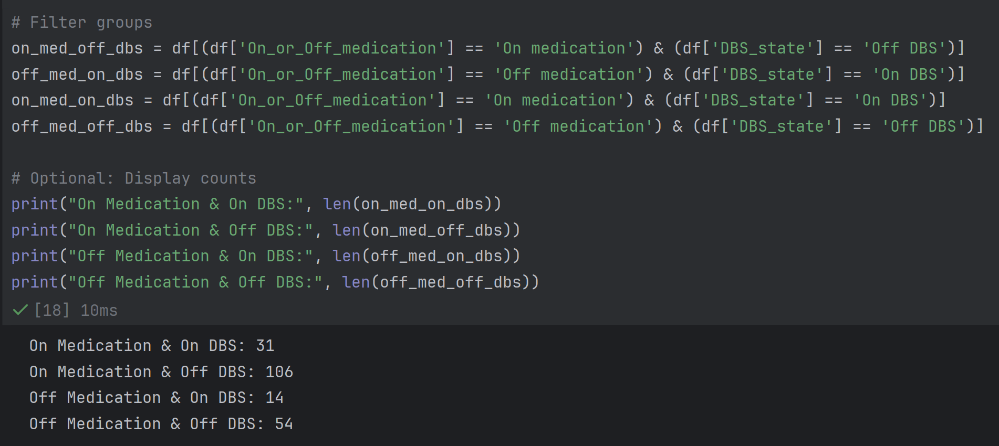 # Filter groups
on_med_off_dbs = df[(df['On_or_Off_medication'] == 'On medication') & (df['DBS_state'] == 'Off DBS')]
off_med_on_dbs = df[(df['On_or_Off_medication'] == 'Off medication') & (df['DBS_state'] == 'On DBS')]
on_med_on_dbs = df[(df['On_or_Off_medication'] == 'On medication') & (df['DBS_state'] == 'On DBS')]
off_med_off_dbs = df[(df['On_or_Off_medication'] == 'Off medication') & (df['DBS_state'] == 'Off DBS')]
# Optional: Display counts
print("On Medication & On DBS:", len(on_med_on_dbs))
print("On Medication & Off DBS:", len(on_med_off_dbs))
print("Off Medication & On DBS:", len(off_med_on_dbs))
print("Off Medication & Off DBS:", len(off_med_off_dbs))
[18] 10ms
On Medication & On DBS: 31
On Medication & Off DBS: 106
Off Medication & On DBS: 14
Off Medication & Off DBS: 54